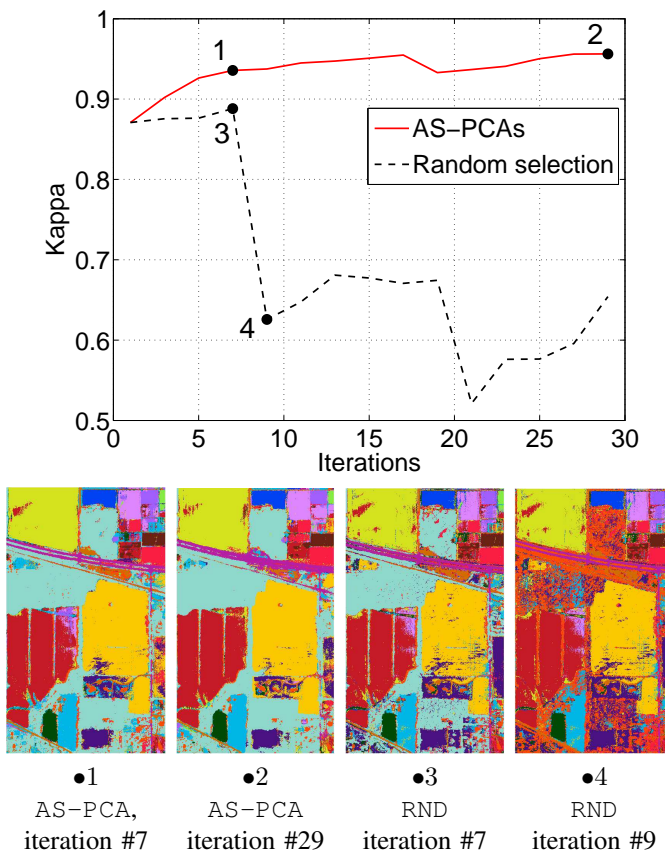 1
0.9
0.8
0.7
0.6
0.5
Kappa
0
5
10
15
20
25
30
Iterations
1
2
3
4
AS-PCAs
Random selection
●1
AS-PCA,
iteration #7
●2
AS-PCA
iteration #29
●3
RND
iteration #7
●4
RND
iteration #9